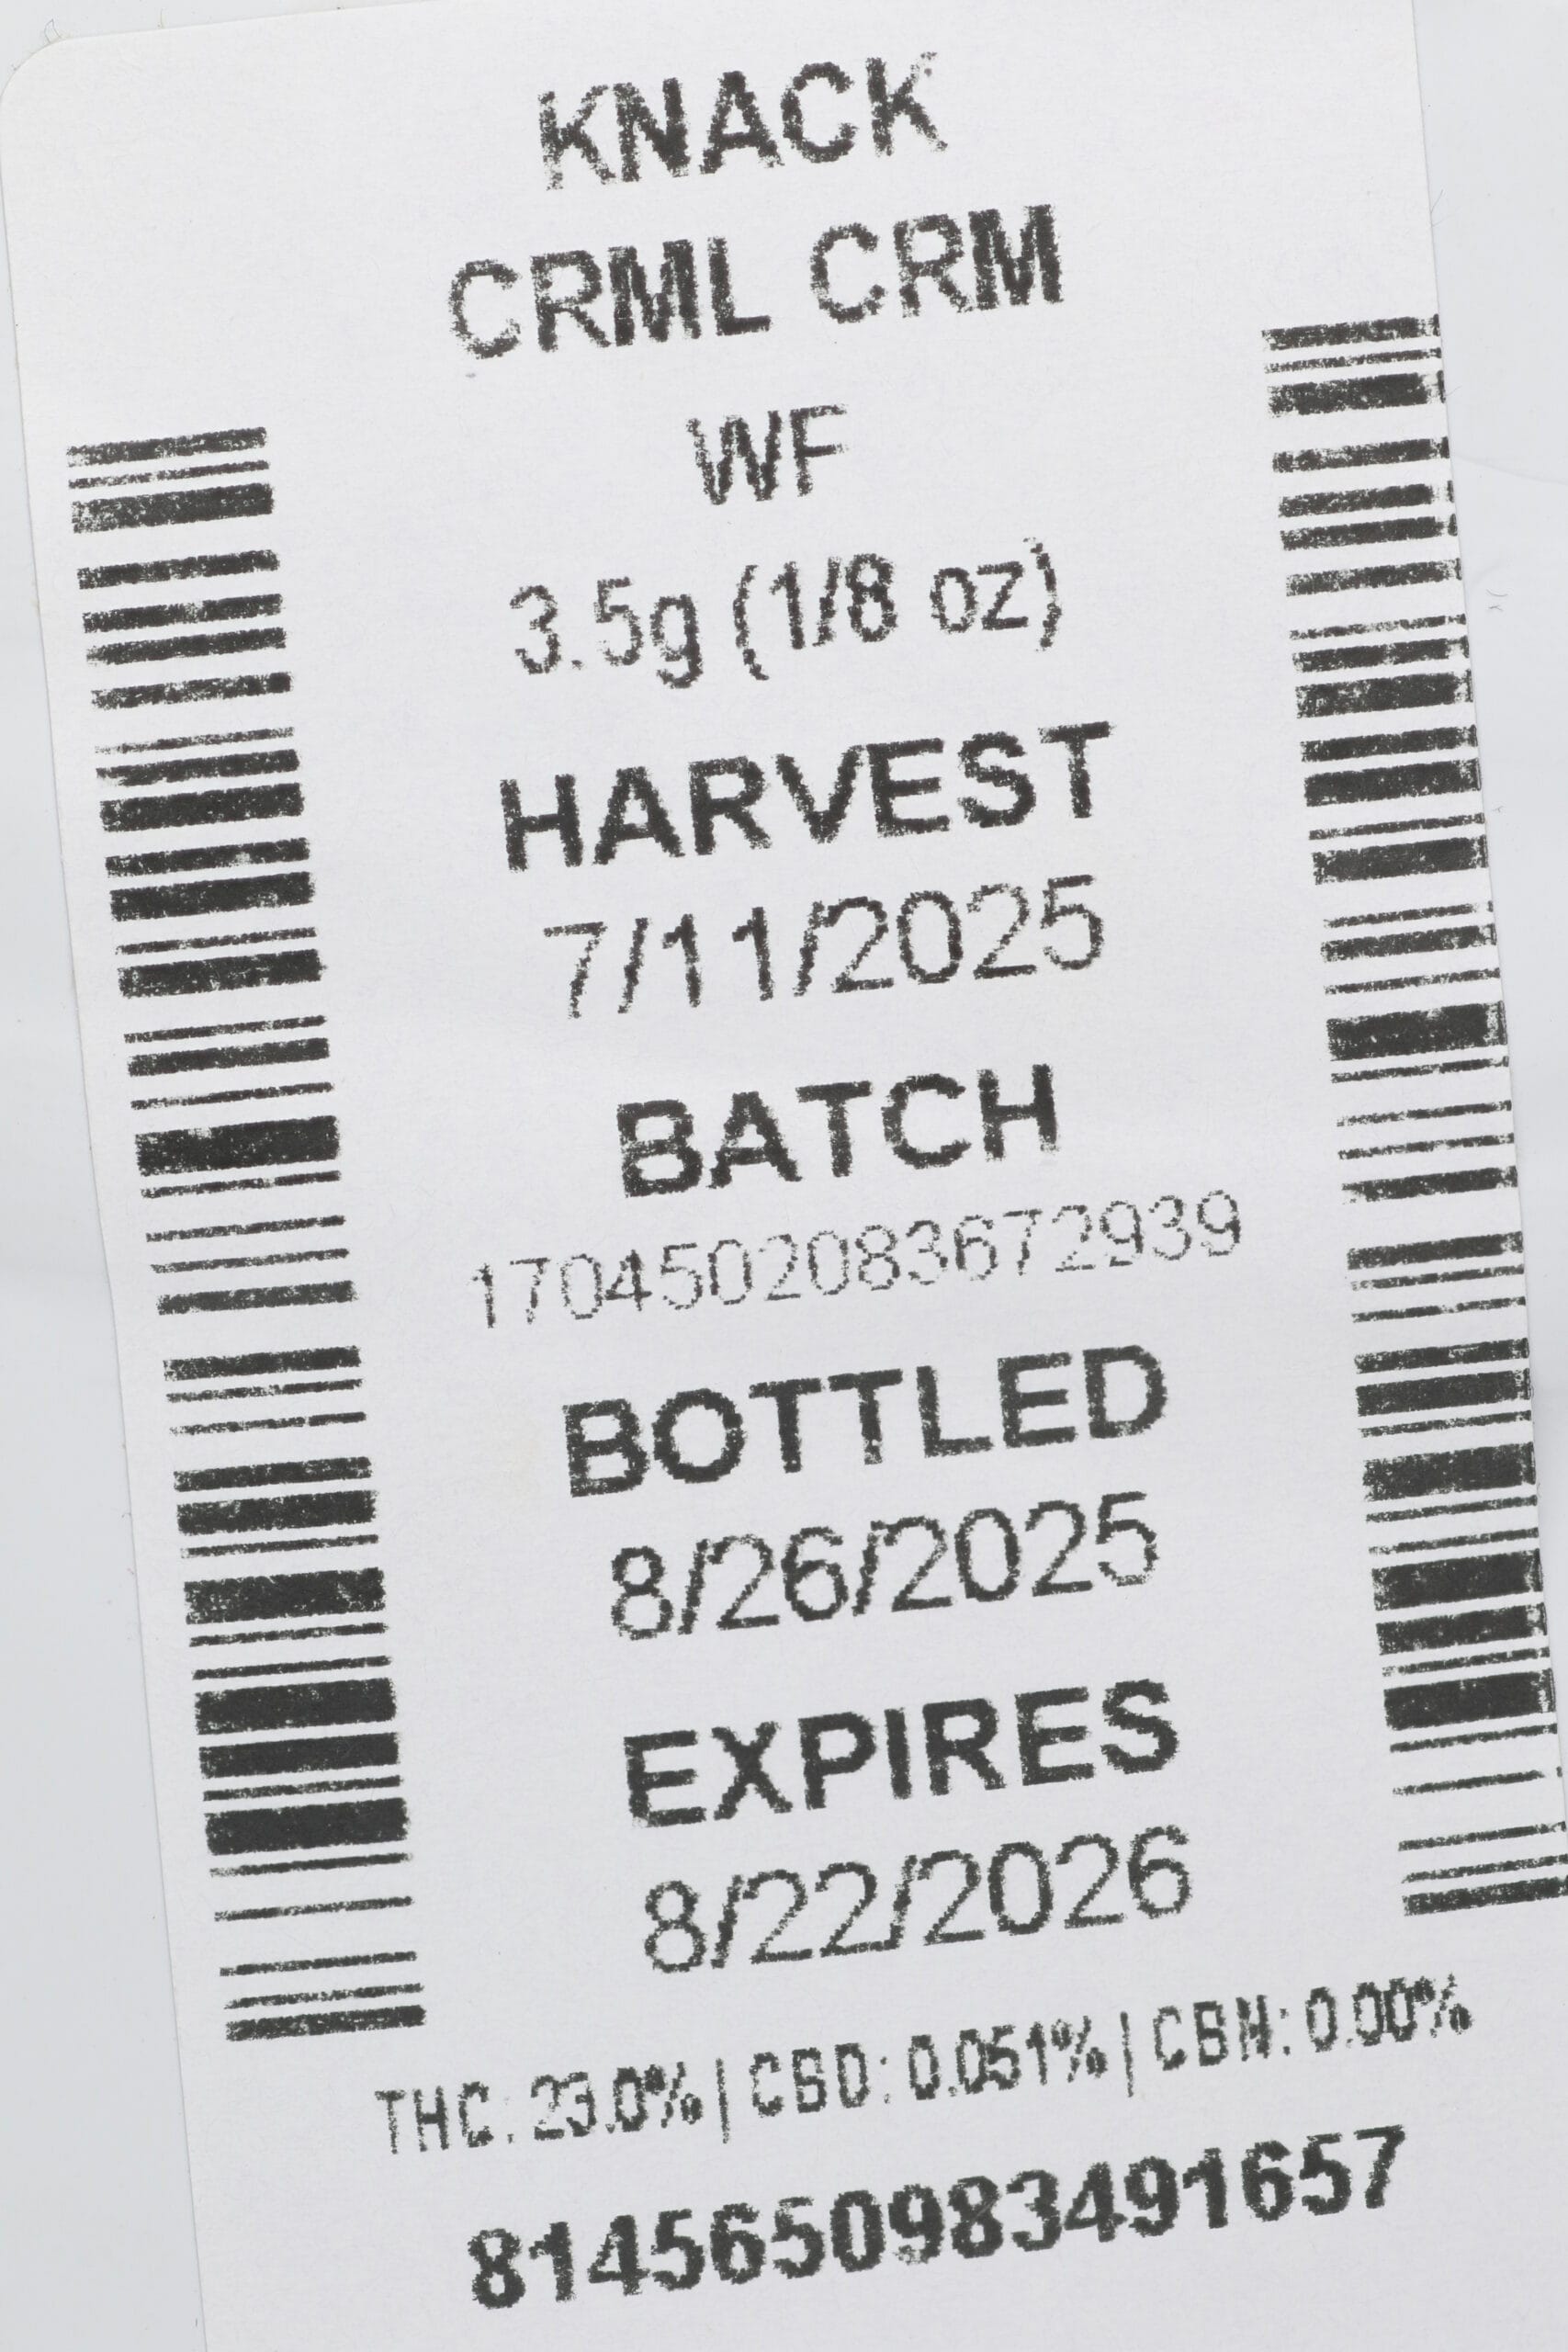 KNACK
CRML CRM
WF
3.5g (1/8 oz)
HARVEST
7/11/2025
BATCH
1704502083672939
BOTTLED
8/26/2025
EXPIRES
8/22/2026
THC: 23.0% | CBD: 0.051% | CBN: 0.00%
8145650983491657